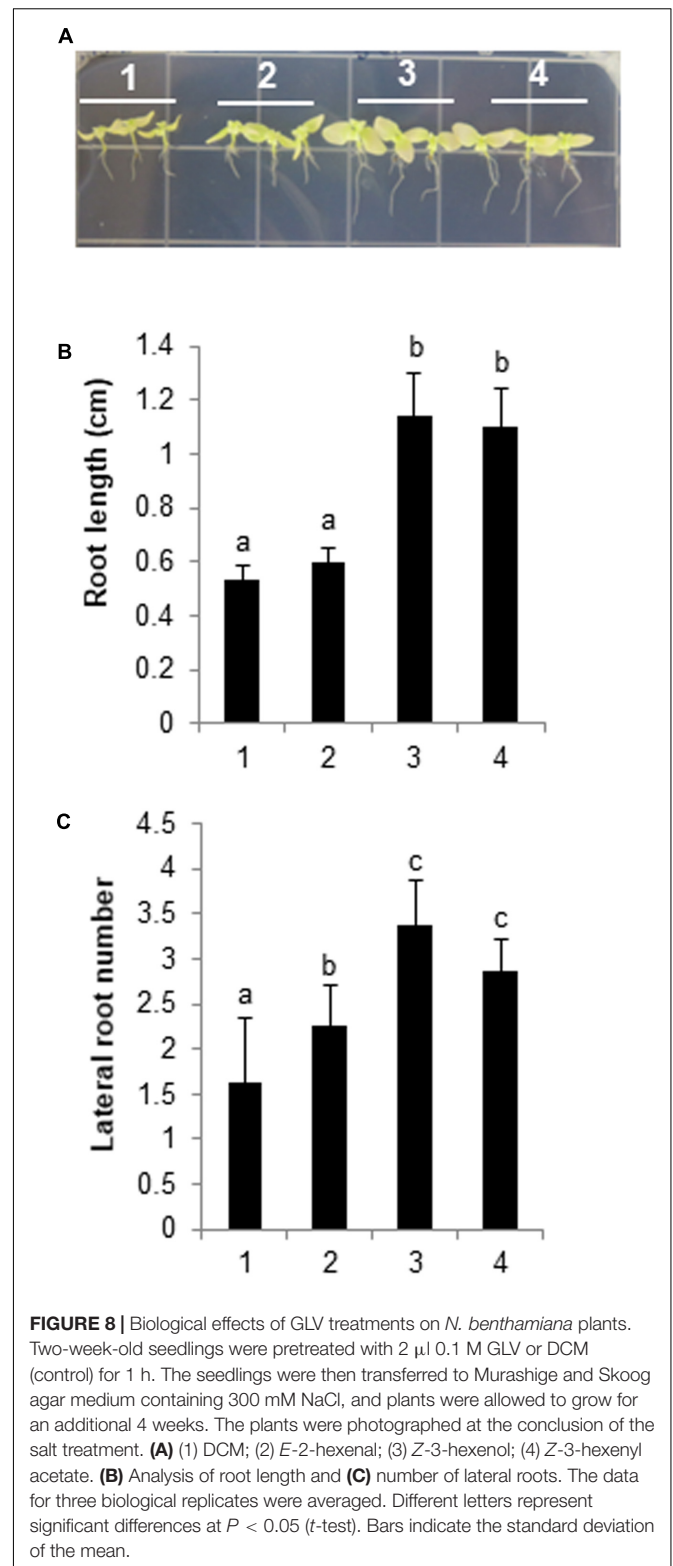 A
1 2 3 4
B
Root length (cm)
1.4
1.2
1
0.8
0.6
0.4
0.2
0
a a b b
1 2 3 4
C
Lateral root number
4.5
4
3.5
3
2.5
2
1.5
1
0.5
0
a b c c
1 2 3 4
FIGURE 8 | Biological effects of GLV treatments on N. benthamiana plants.
Two-week-old seedlings were pretreated with 2 μl 0.1 M GLV or DCM
(control) for 1 h. The seedlings were then transferred to Murashige and Skoog
agar medium containing 300 mM NaCl, and plants were allowed to grow for
an additional 4 weeks. The plants were photographed at the conclusion of the
salt treatment. (A) (1) DCM; (2) E-2-hexenal; (3) Z-3-hexenol; (4) Z-3-hexenyl
acetate. (B) Analysis of root length and (C) number of lateral roots. The data
for three biological replicates were averaged. Different letters represent
significant differences at P < 0.05 (t-test). Bars indicate the standard deviation
of the mean.